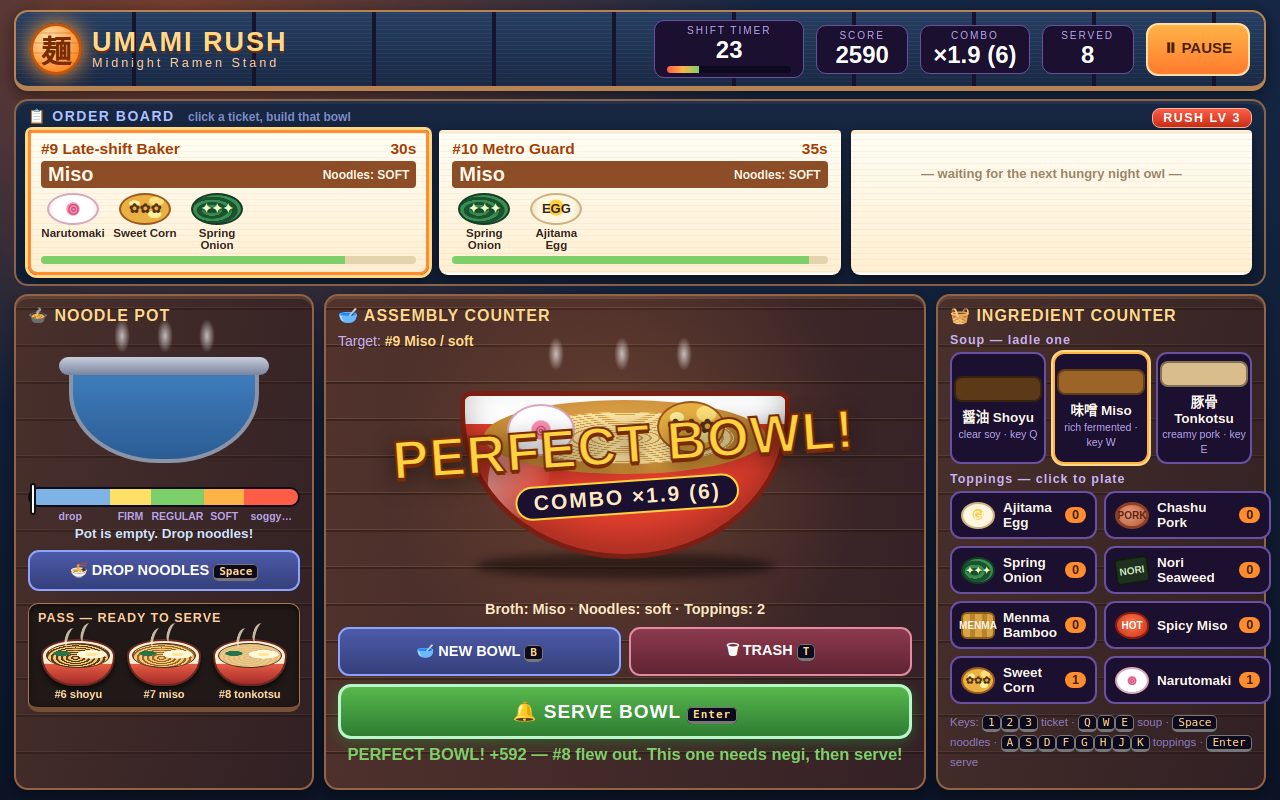 麺
UMAMI RUSH
Midnight Ramen Stand
SHIFT TIMER
23
SCORE
2590
COMBO
×1.9 (6)
SERVED
8
⏸ PAUSE
📋 ORDER BOARD click a ticket, build that bowl
RUSH LV 3
#9 Late-shift Baker 30s
Miso Noodles: SOFT
Narutomaki Sweet Corn Spring Onion
#10 Metro Guard 35s
Miso Noodles: SOFT
EGG
Spring Onion Ajitama Egg
— waiting for the next hungry night owl —
🍲 NOODLE POT
drop FIRM REGULAR SOFT soggy…
Pot is empty. Drop noodles!
🍜 DROP NOODLES Space
PASS — READY TO SERVE
#6 shoyu #7 miso #8 tonkotsu
🥣 ASSEMBLY COUNTER
Target: #9 Miso / soft
PERFECT BOWL!
COMBO ×1.9 (6)
Broth: Miso · Noodles: soft · Toppings: 2
🥣 NEW BOWL B
🗑 TRASH T
🔔 SERVE BOWL Enter
PERFECT BOWL! +592 — #8 flew out. This one needs negi, then serve!
🧺 INGREDIENT COUNTER
Soup — ladle one
醤油 Shoyu
clear soy · key Q
味噌 Miso
rich fermented ·
key W
豚骨
Tonkotsu
creamy pork · key
E
Toppings — click to plate
Ajitama
Egg
0
PORK
Chashu
Pork
0
Spring
Onion
0
NORI
Nori
Seaweed
0
MENMA
Menma
Bamboo
0
HOT
Spicy Miso
0
Sweet
Corn
1
Narutomaki
1
Keys: 1 2 3 ticket · Q W E soup · Space
noodles · A S D F G H J K toppings · Enter
serve